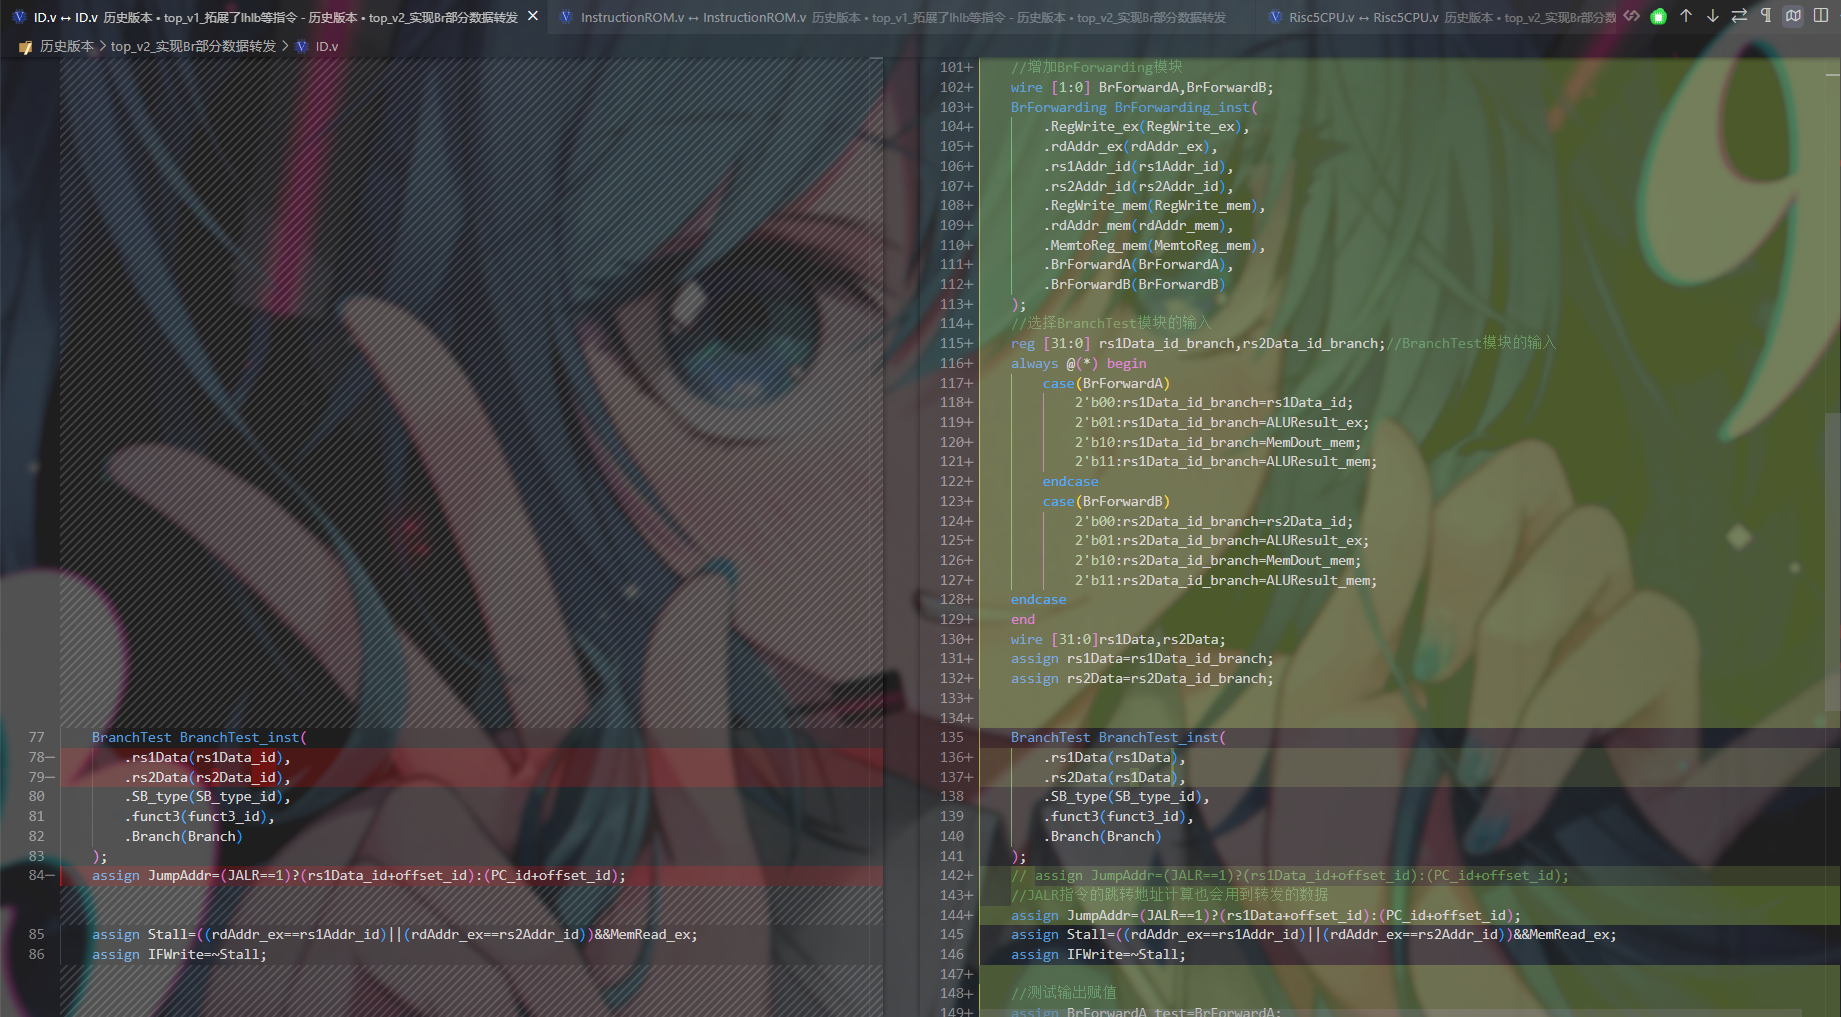 ID.v ↔ ID.v 历史版本 • top_v1_拓展了lhlb等指令 - 历史版本 • top_v2_实现Br部分数据转发
InstructionROM.v ↔ InstructionROM.v 历史版本 • top_v1_拓展了lhlb等指令 - 历史版本 • top_v2_实现Br部分数据转发
Risc5CPU.v ↔ Risc5CPU.v 历史版本 • top_v2_实现Br部分数
历史版本 > top_v2_实现Br部分数据转发 > ID.v
77 BranchTest BranchTest_inst(
78— .rs1Data(rs1Data_id),
79— .rs2Data(rs2Data_id),
80 .SB_type(SB_type_id),
81 .funct3(funct3_id),
82 .Branch(Branch)
83 );
84— assign JumpAddr=(JALR==1)?(rs1Data_id+offset_id):(PC_id+offset_id);
85 assign Stall=((rdAddr_ex==rs1Addr_id)||(rdAddr_ex==rs2Addr_id))&&MemRead_ex;
86 assign IFWrite=~Stall;
101+ //增加BrForwarding模块
102+ wire [1:0] BrForwardA,BrForwardB;
103+ BrForwarding BrForwarding_inst(
104+ .RegWrite_ex(RegWrite_ex),
105+ .rdAddr_ex(rdAddr_ex),
106+ .rs1Addr_id(rs1Addr_id),
107+ .rs2Addr_id(rs2Addr_id),
108+ .RegWrite_mem(RegWrite_mem),
109+ .rdAddr_mem(rdAddr_mem),
110+ .MemtoReg_mem(MemtoReg_mem),
111+ .BrForwardA(BrForwardA),
112+ .BrForwardB(BrForwardB)
113+ );
114+ //选择BranchTest模块的输入
115+ reg [31:0] rs1Data_id_branch,rs2Data_id_branch;//BranchTest模块的输入
116+ always @(*) begin
117+ case(BrForwardA)
118+ 2'b00:rs1Data_id_branch=rs1Data_id;
119+ 2'b01:rs1Data_id_branch=ALUResult_ex;
120+ 2'b10:rs1Data_id_branch=MemDout_mem;
121+ 2'b11:rs1Data_id_branch=ALUResult_mem;
122+ endcase
123+ case(BrForwardB)
124+ 2'b00:rs2Data_id_branch=rs2Data_id;
125+ 2'b01:rs2Data_id_branch=ALUResult_ex;
126+ 2'b10:rs2Data_id_branch=MemDout_mem;
127+ 2'b11:rs2Data_id_branch=ALUResult_mem;
128+ endcase
129+ end
130+ wire [31:0]rs1Data,rs2Data;
131+ assign rs1Data=rs1Data_id_branch;
132+ assign rs2Data=rs2Data_id_branch;
133+
134+
135 BranchTest BranchTest_inst(
136+ .rs1Data(rs1Data),
137+ .rs2Data(rs1Data),
138 .SB_type(SB_type_id),
139 .funct3(funct3_id),
140 .Branch(Branch)
141 );
142+ // assign JumpAddr=(JALR==1)?(rs1Data_id+offset_id):(PC_id+offset_id);
143+ //JALR指令的跳转地址计算也会用到转发的数据
144+ assign JumpAddr=(JALR==1)?(rs1Data+offset_id):(PC_id+offset_id);
145 assign Stall=((rdAddr_ex==rs1Addr_id)||(rdAddr_ex==rs2Addr_id))&&MemRead_ex;
146 assign IFWrite=~Stall;
147+
148+ //测试输出赋值
149+ assign BrForwardA_test=BrForwardA;